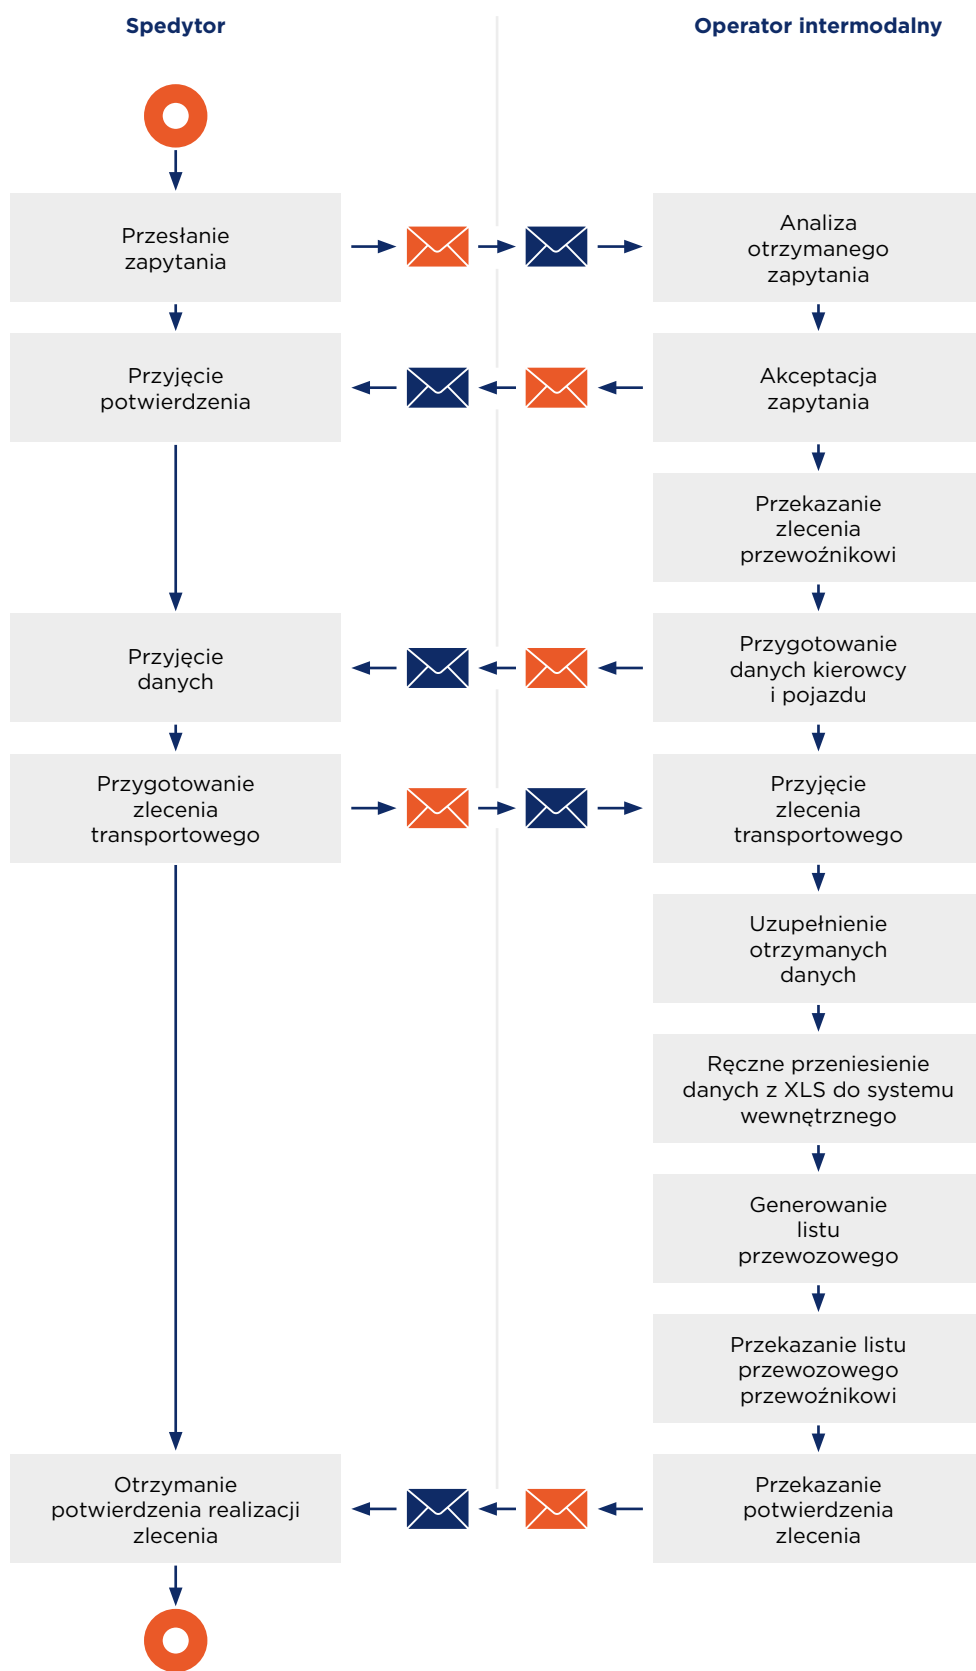 Spedytor
Operator intermodalny
Przesłanie
zapytania
Analiza
otrzymanego
zapytania
Przyjęcie
potwierdzenia
Akceptacja
zapytania
Przekazanie
zlecenia
przewoźnikowi
Przyjęcie
danych
Przygotowanie
danych kierowcy
i pojazdu
Przygotowanie
zlecenia
transportowego
Przyjęcie
zlecenia
transportowego
Uzupełnienie
otrzymanych
danych
Ręczne przeniesienie
danych z XLS do systemu
wewnętrznego
Generowanie
listu
przewozowego
Przekazanie listu
przewozowego
przewoźnikowi
Otrzymanie
potwierdzenia realizacji
zlecenia
Przekazanie
potwierdzenia
zlecenia